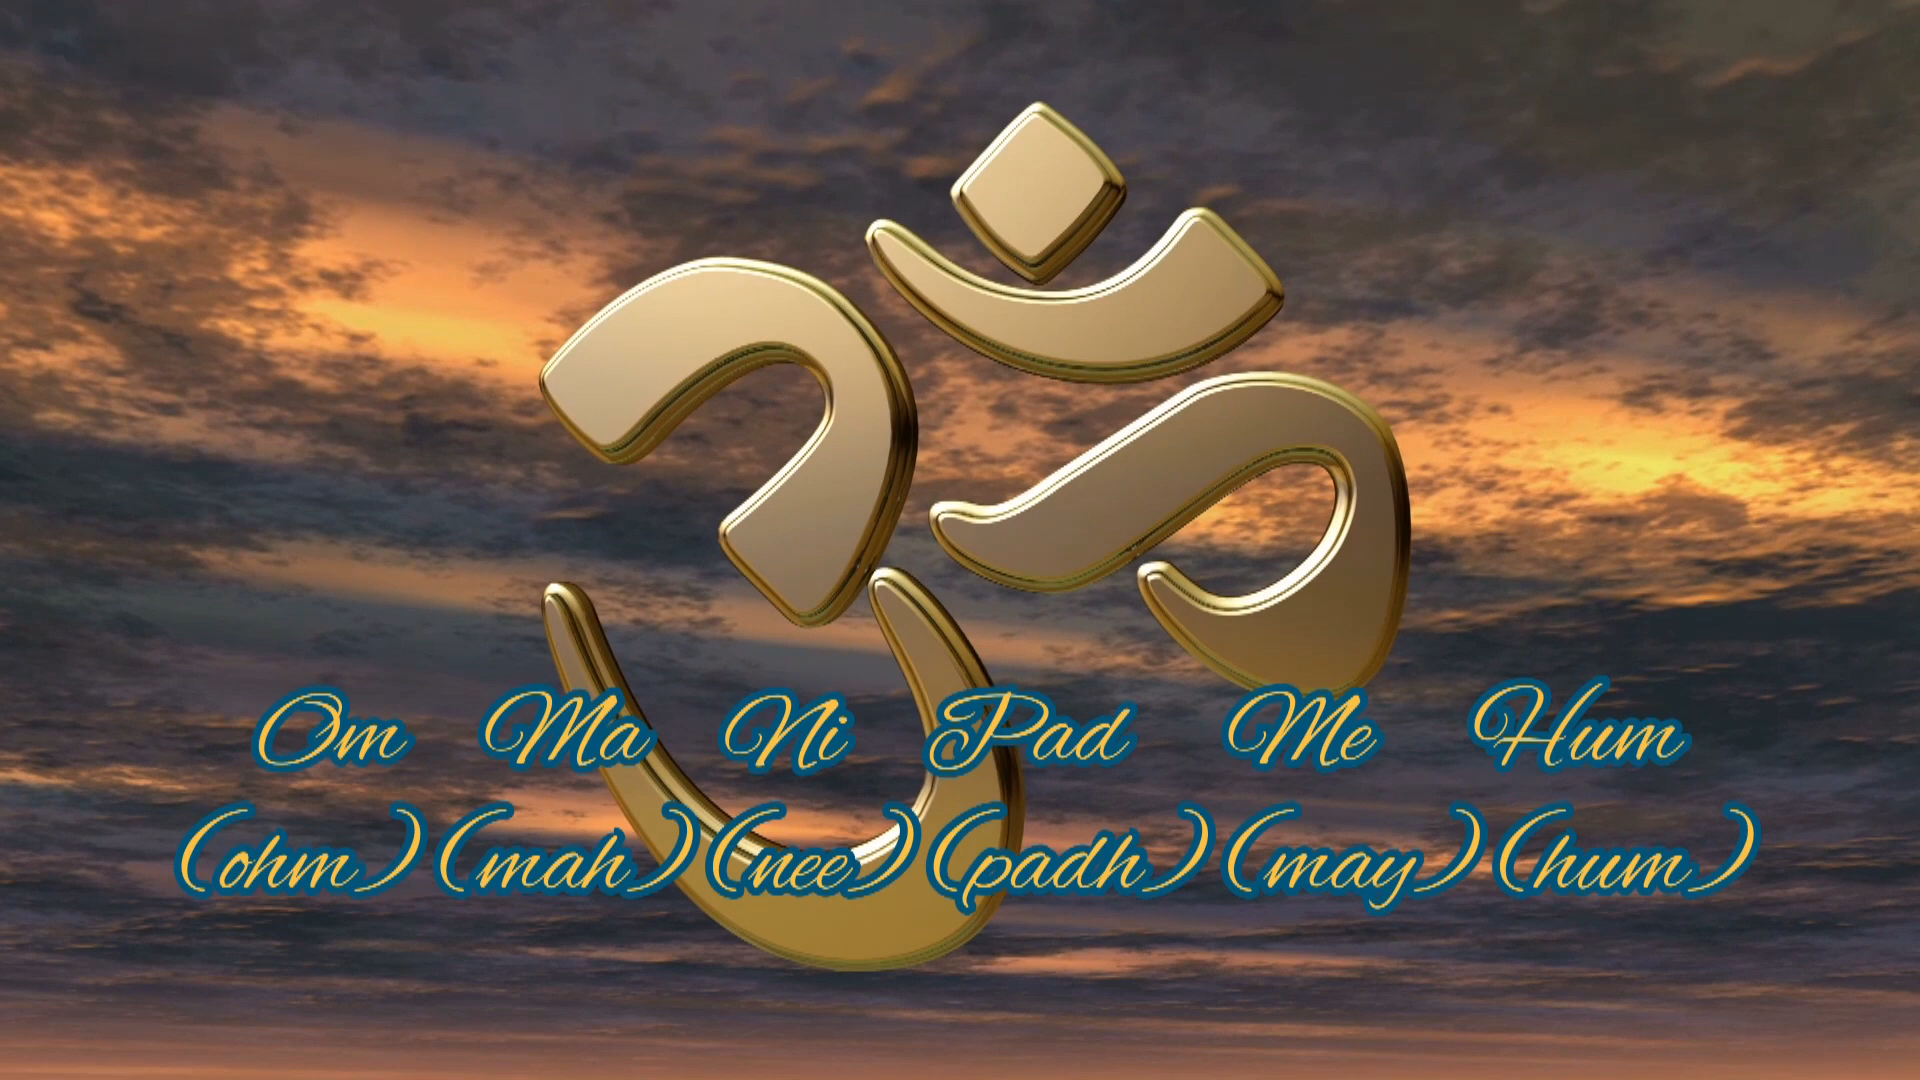 ॐ
Om Ma Ni Pad Me Hum
(ohm) (mah) (nee) (padh) (may) (hum)